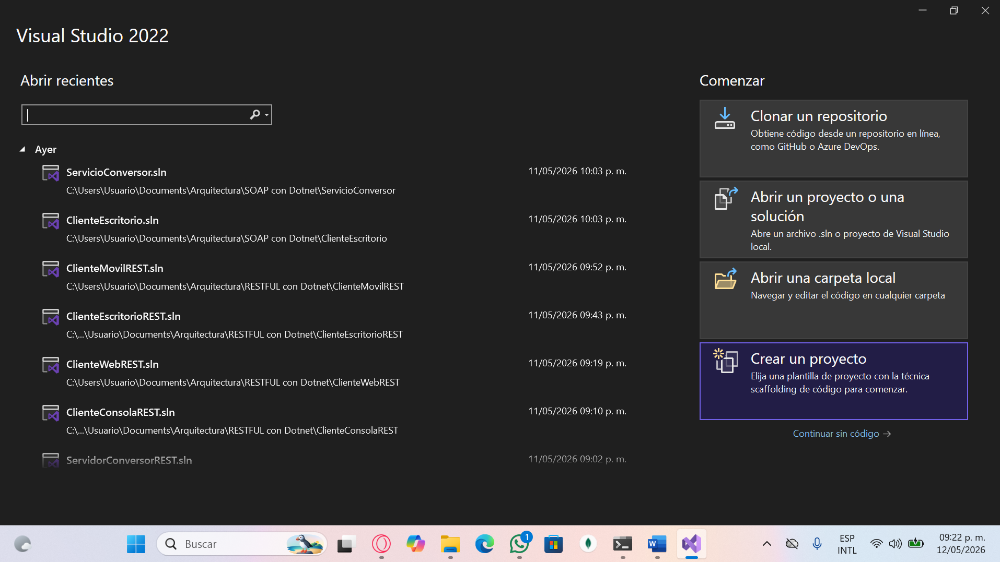 Visual Studio 2022
Abrir recientes
Ayer
ServicioConversor.sln
11/05/2026 10:03 p. m.
C:\Users\Usuario\Documents\Arquitectura\SOAP con Dotnet\ServicioConversor
ClienteEscritorio.sln
11/05/2026 10:03 p. m.
C:\Users\Usuario\Documents\Arquitectura\SOAP con Dotnet\ClienteEscritorio
ClienteMovilREST.sln
11/05/2026 09:52 p. m.
C:\Users\Usuario\Documents\Arquitectura\RESTFUL con Dotnet\ClienteMovilREST
ClienteEscritorioREST.sln
11/05/2026 09:43 p. m.
C:\...\Usuario\Documents\Arquitectura\RESTFUL con Dotnet\ClienteEscritorioREST
ClienteWebREST.sln
11/05/2026 09:19 p. m.
C:\Users\Usuario\Documents\Arquitectura\RESTFUL con Dotnet\ClienteWebREST
ClienteConsolaREST.sln
11/05/2026 09:10 p. m.
C:\...\Usuario\Documents\Arquitectura\RESTFUL con Dotnet\ClienteConsolaREST
ServidorConversorREST.sln
11/05/2026 09:02 p. m.
Comenzar
Clonar un repositorio
Obtiene código desde un repositorio en línea,
como GitHub o Azure DevOps.
Abrir un proyecto o una
solución
Abre un archivo .sln o proyecto de Visual Studio
local.
Abrir una carpeta local
Navegar y editar el código en cualquier carpeta
Crear un proyecto
Elija una plantilla de proyecto con la técnica
scaffolding de código para comenzar.
Continuar sin código →
Buscar
1
W
ESP
INTL
09:22 p. m.
12/05/2026